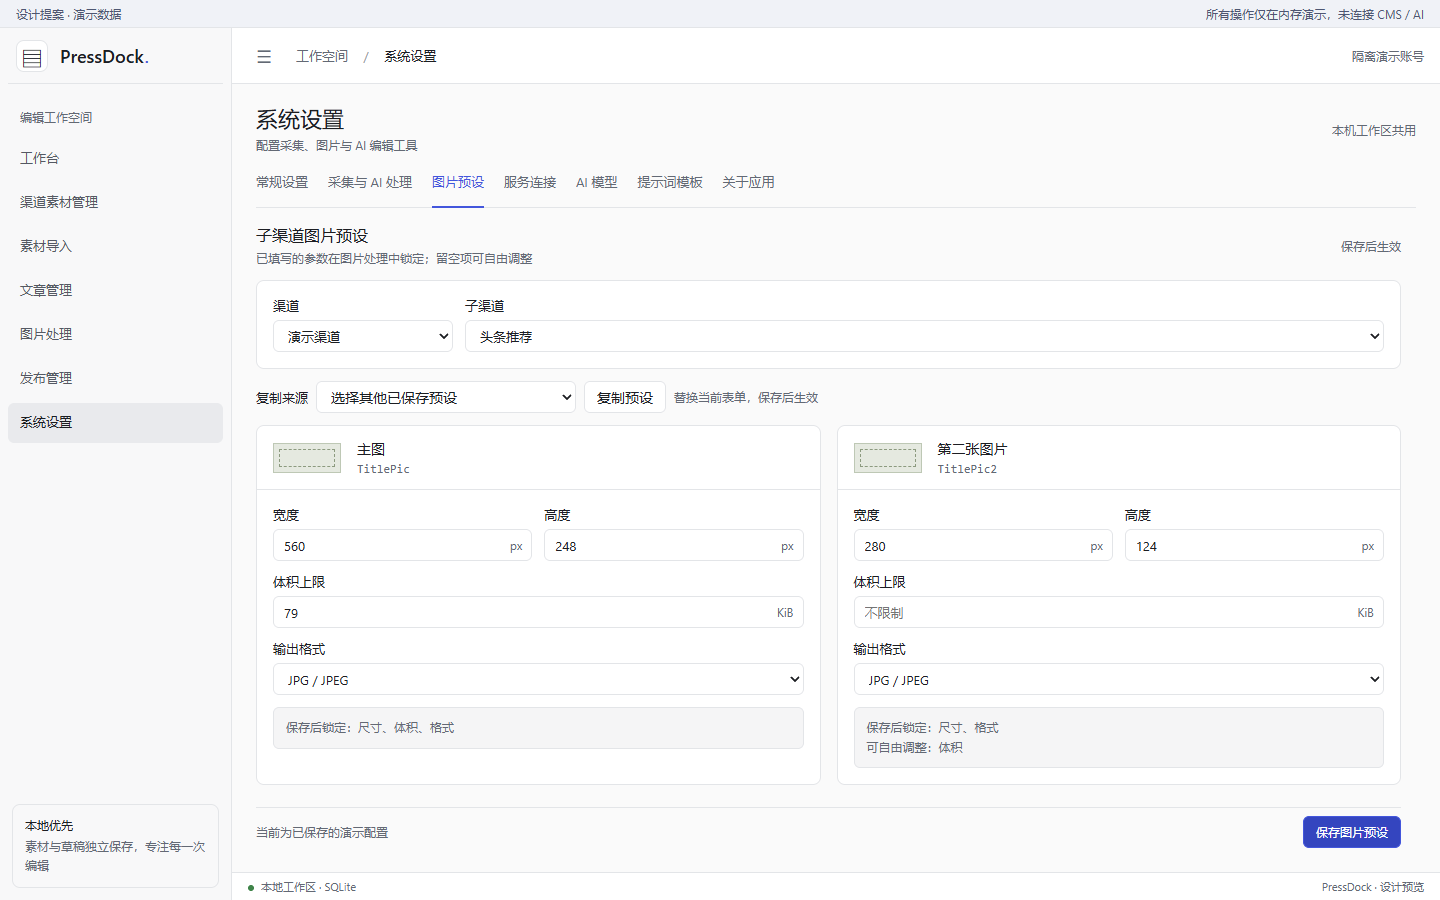 设计提案 · 演示数据
所有操作仅在内存演示，未连接 CMS / AI
PressDock.
工作空间 / 系统设置
隔离演示账号
编辑工作空间
工作台
渠道素材管理
素材导入
文章管理
图片处理
发布管理
系统设置
本地优先
素材与草稿独立保存，专注每一次
编辑
系统设置
配置采集、图片与 AI 编辑工具
本机工作区共用
常规设置 采集与 AI 处理 图片预设 服务连接 AI 模型 提示词模板 关于应用
子渠道图片预设
已填写的参数在图片处理中锁定；留空项可自由调整
保存后生效
渠道 子渠道
演示渠道 头条推荐
复制来源 选择其他已保存预设 复制预设 替换当前表单，保存后生效
主图
TitlePic
宽度 高度
560 px 248 px
体积上限
79 KiB
输出格式
JPG / JPEG
保存后锁定：尺寸、体积、格式
第二张图片
TitlePic2
宽度 高度
280 px 124 px
体积上限
不限制 KiB
输出格式
JPG / JPEG
保存后锁定：尺寸、格式
可自由调整：体积
当前为已保存的演示配置
保存图片预设
本地工作区 · SQLite
PressDock · 设计预览